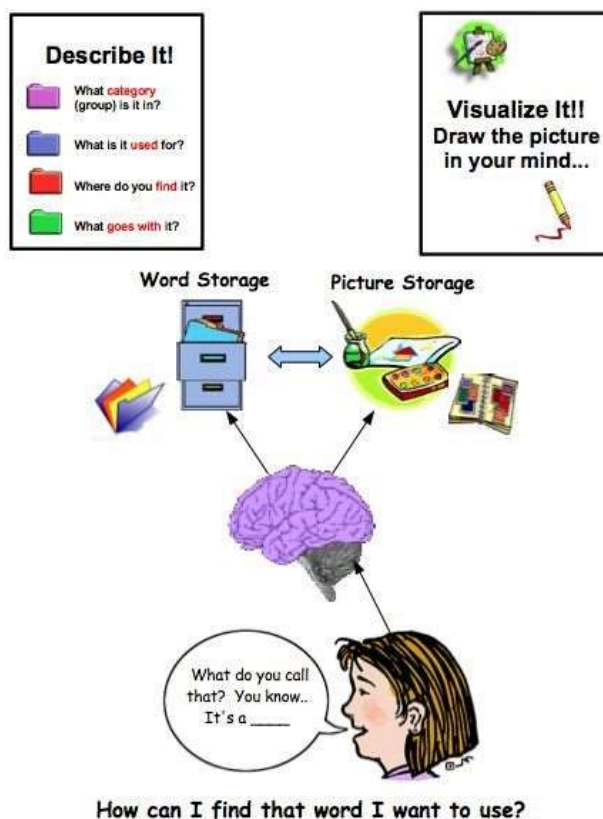 Describe It!
What category
(group) is it in?
What is it used for?
Where do you find it?
What goes with it?
Visualize It!!
Draw the picture
in your mind...
Word Storage
Picture Storage
What do you call
that? You know..
It's a ____
How can I find that word I want to use?